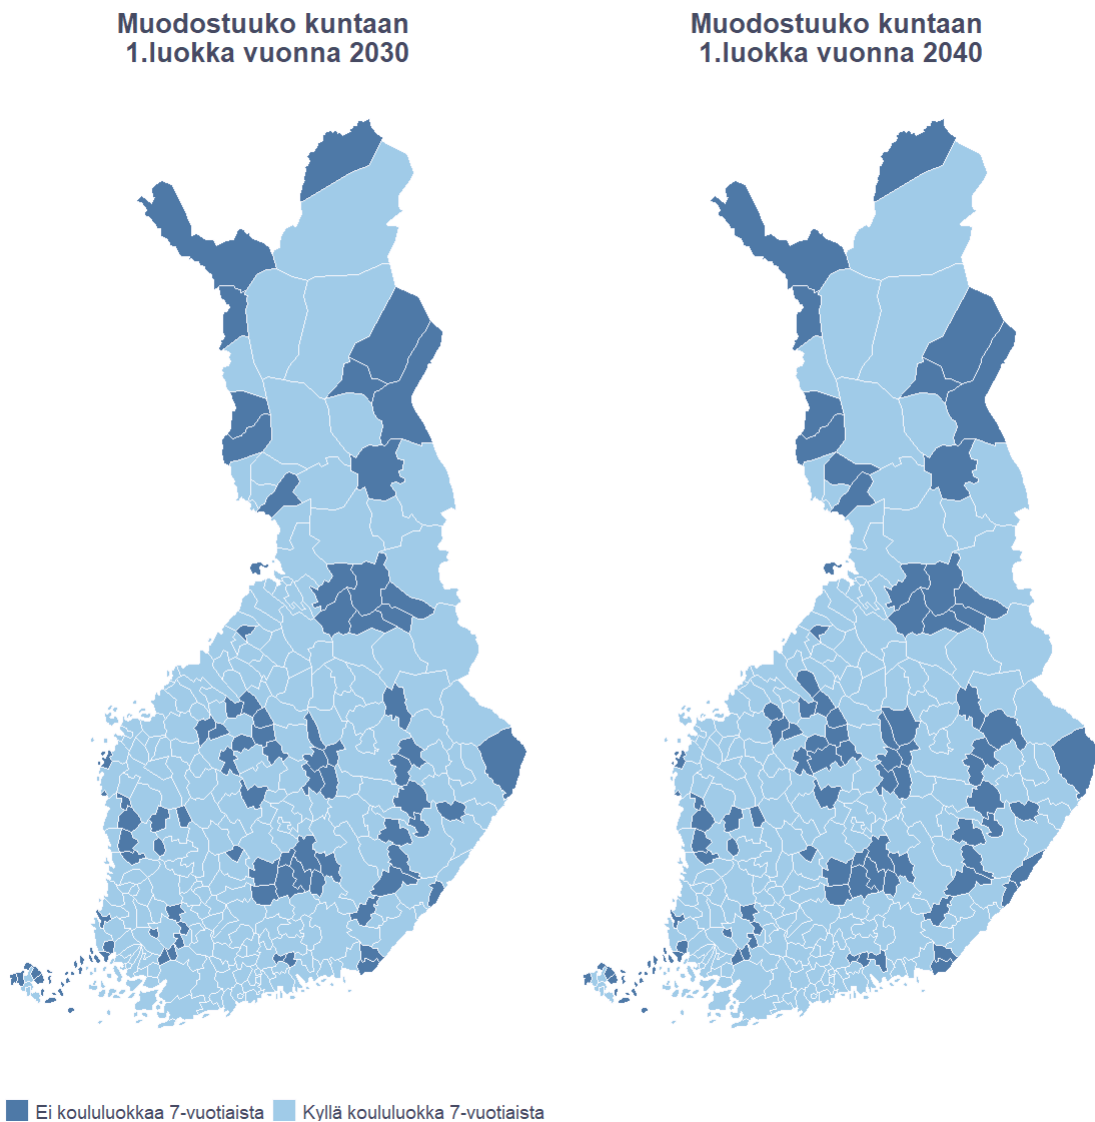 Muodostuuko kuntaan
1.luokka vuonna 2030
Muodostuuko kuntaan
1.luokka vuonna 2040
Ei koululuokkaa 7-vuotiaista
Kyllä koululuokka 7-vuotiaista